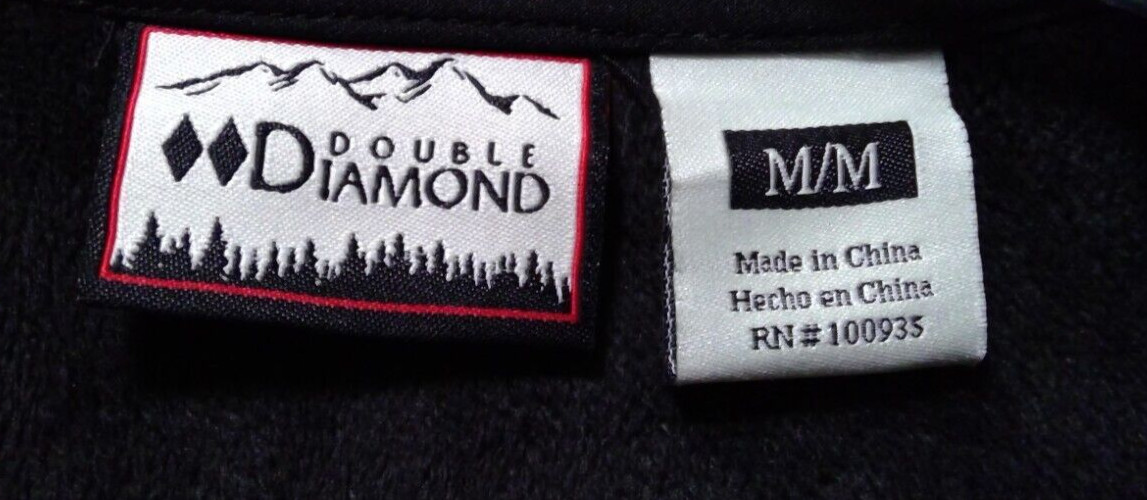 DOUBLE
DIAMOND
M/M
Made in China
Hecho en China
RN#100935